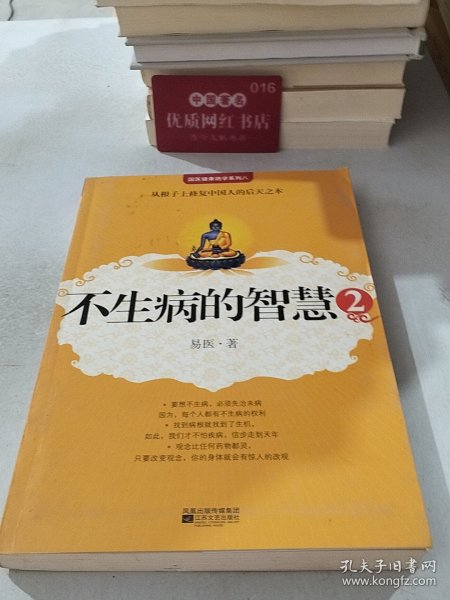 016
中国著名
优质网红书店
国医健康绝学系列八
从根子上修复中国人的后天之本
不生病的智慧2
易医·著
• 要想不生病，必须先治未病
因为，每个人都有不生病的权利
• 找到病根就找到了生机，
如此，我们才不怕疾病，信步走到天年
• 观念比任何药物都灵，
只要改变观念，你的身体就会有惊人的改观
凤凰出版传媒集团
江苏文艺出版社
孔夫子旧书网
www.kongfz.com